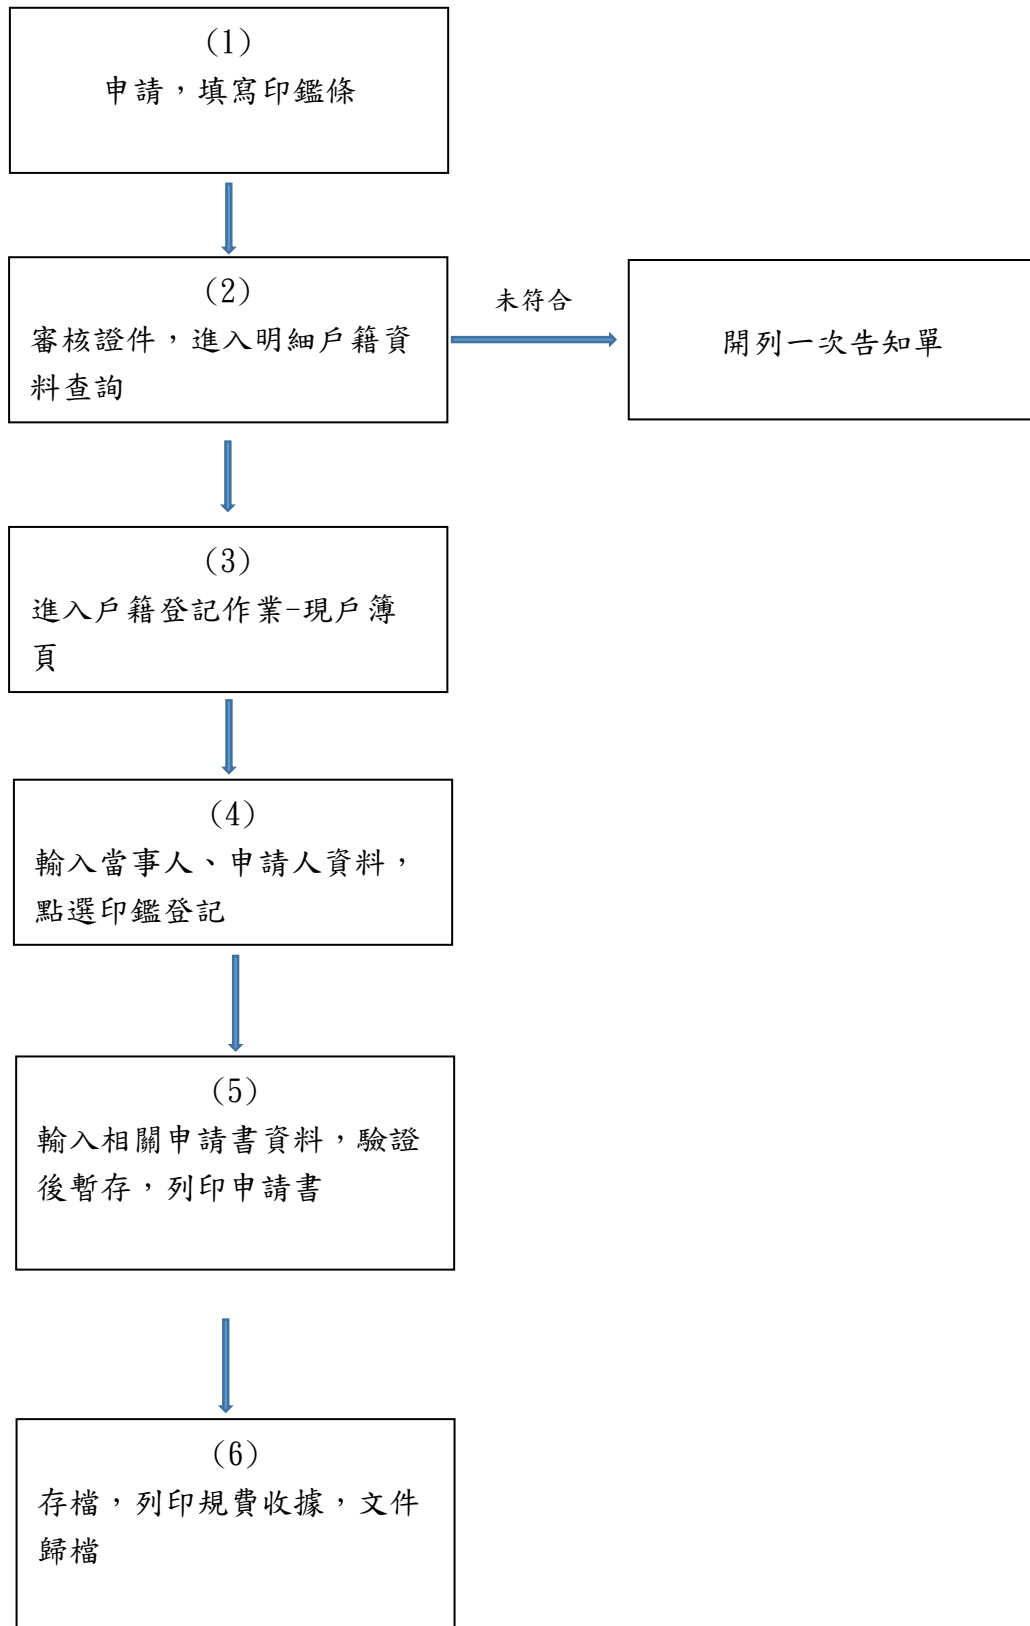 (1)
申請，填寫印鑑條
(2)
審核證件，進入明細戶籍資
料查詢
未符合
開列一次告知單
(3)
進入戶籍登記作業-現戶簿
頁
(4)
輸入當事人、申請人資料，
點選印鑑登記
(5)
輸入相關申請書資料，驗證
後暫存，列印申請書
(6)
存檔，列印規費收據，文件
歸檔